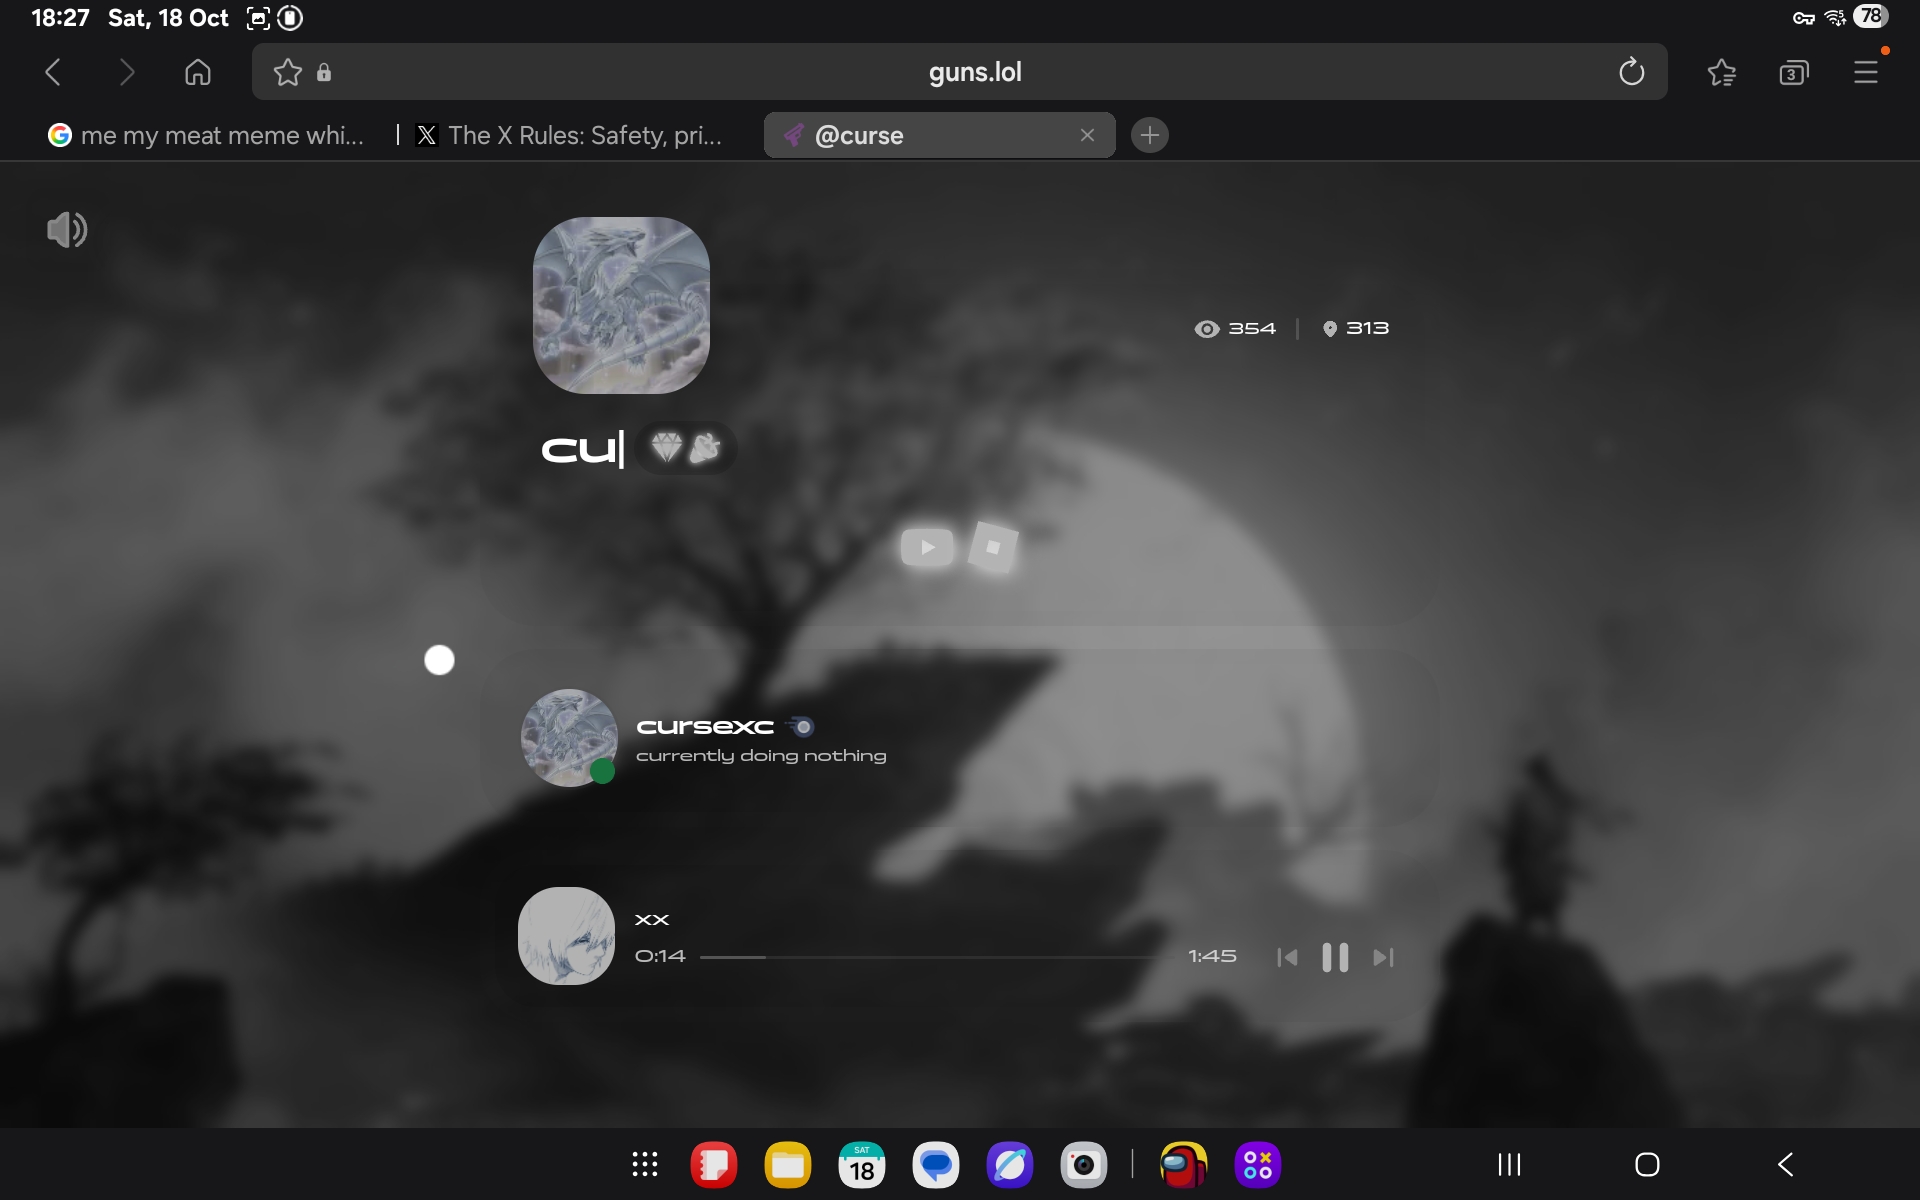 18:27 Sat, 18 Oct
78
guns.lol
3
me my meat meme whi...
The X Rules: Safety, pri...
@curse
354 | 313
cu|
cursexc
currently doing nothing
xx
0:14 1:45
SAT
18